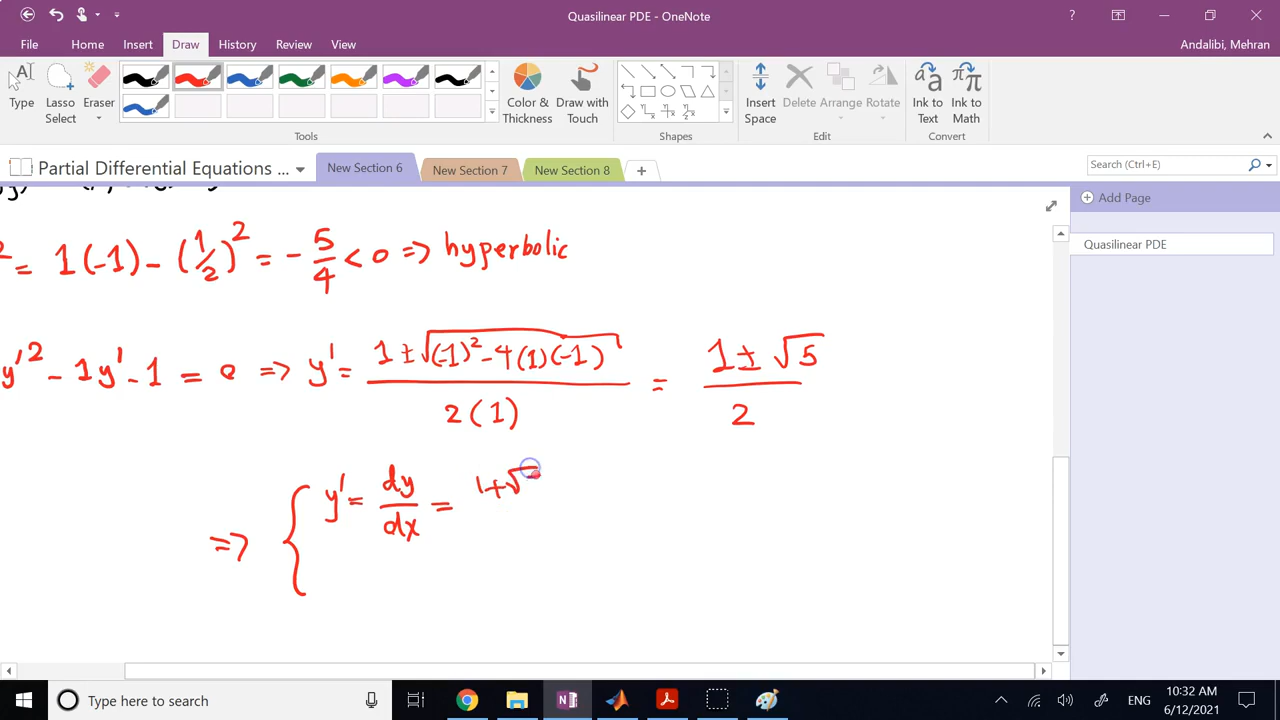 Quasilinear PDE - OneNote
File Home Insert Draw History Review View Andalibi, Mehran
Type Lasso Select Eraser Color & Thickness Draw with Touch Insert Space Delete Arrange Rotate Ink to Text Ink to Math
Tools Shapes Edit Convert
Partial Differential Equations ... New Section 6 New Section 7 New Section 8 Search (Ctrl+E)
Add Page
Quasilinear PDE
2 = 1(-1) - (1/2)^2 = - 5/4 < 0 => hyperbolic
y'^2 - 1y' - 1 = 0 => y' = (1 ± √((-1)^2 - 4(1)(-1))) / 2(1) = (1 ± √5) / 2
=> { y' = dy/dx = 1+√
Type here to search ENG 10:32 AM
6/12/2021